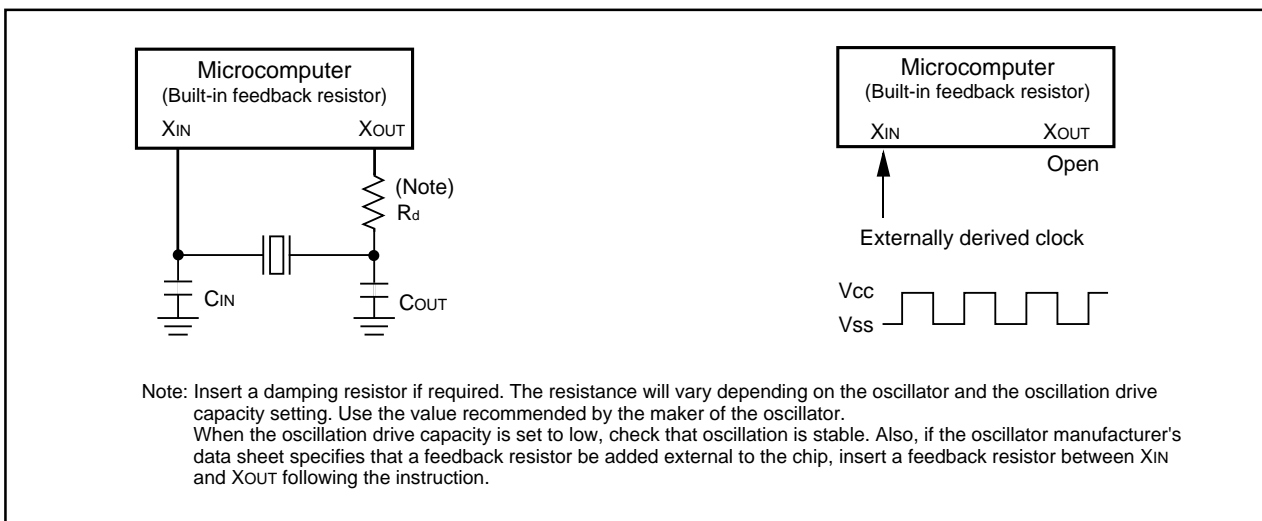 Microcomputer
(Built-in feedback resistor)
XIN XOUT
(Note)
Rd
CIN
COUT
Microcomputer
(Built-in feedback resistor)
XIN XOUT
Open
Externally derived clock
Vcc
Vss
Note: Insert a damping resistor if required. The resistance will vary depending on the oscillator and the oscillation drive
capacity setting. Use the value recommended by the maker of the oscillator.
When the oscillation drive capacity is set to low, check that oscillation is stable. Also, if the oscillator manufacturer's
data sheet specifies that a feedback resistor be added external to the chip, insert a feedback resistor between XIN
and XOUT following the instruction.